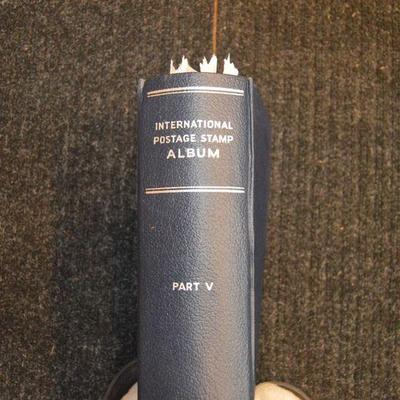 INTERNATIONAL
POSTAGE STAMP
ALBUM
PART V